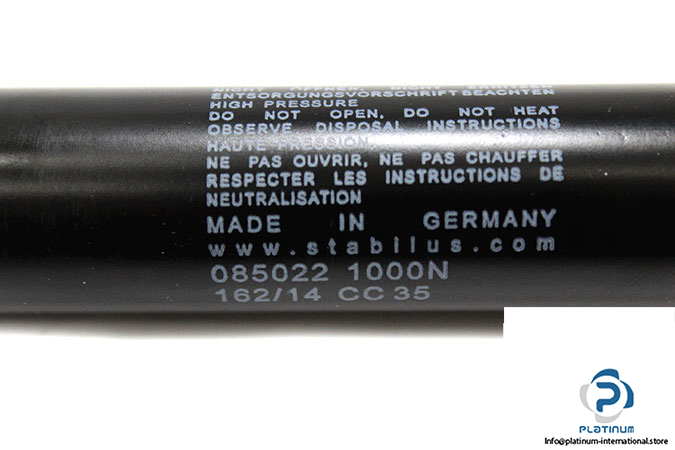 ENTSORGUNGSVORSCHRIFT BEACHTEN
HIGH PRESSURE
DO NOT OPEN, DO NOT HEAT
OBSERVE DISPOSAL INSTRUCTIONS
HAUTE PRESSION
NE PAS OUVRIR, NE PAS CHAUFFER
RESPECTER LES INSTRUCTIONS DE
NEUTRALISATION
MADE IN GERMANY
www.stabilus.com
085022 1000N
162/14 CC 35
PLATINUM
Info@platinum-international.store